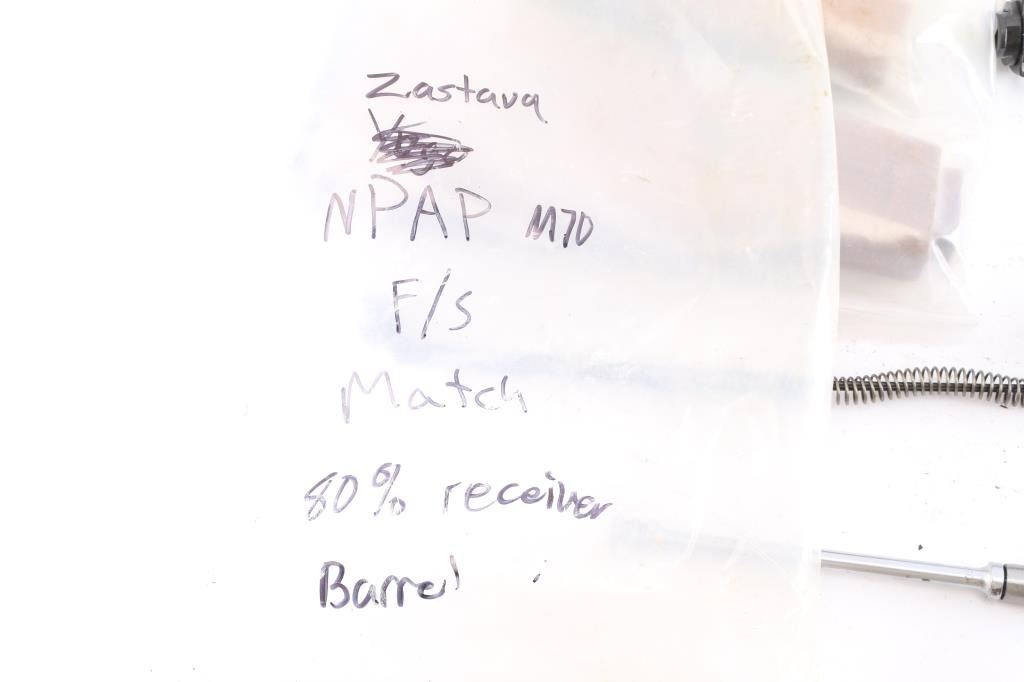 Zastava
NPAP M70
F/S
Match
80% receiver
Barrel